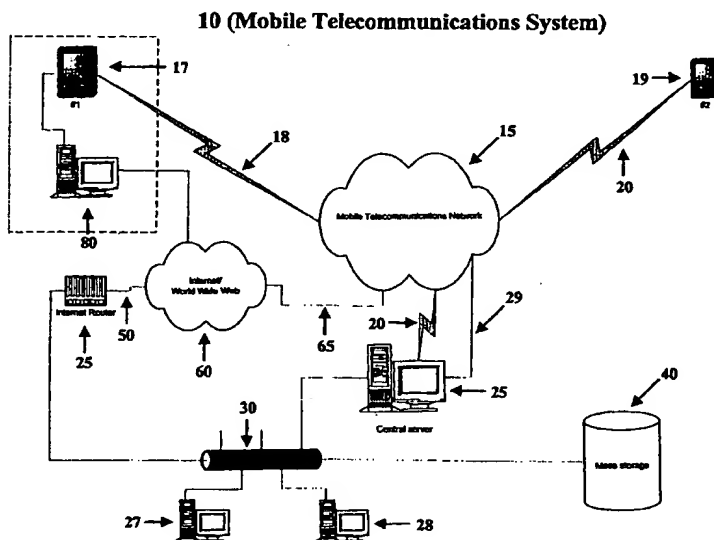 10 (Mobile Telecommunications System)
17
#1
19
#2
18
15
20
Mobile Telecommunications Network
80
Internet/
World Wide Web
29
Internet Router
50
20
25
60
65
25
40
Central server
30
Mass storage
27
28